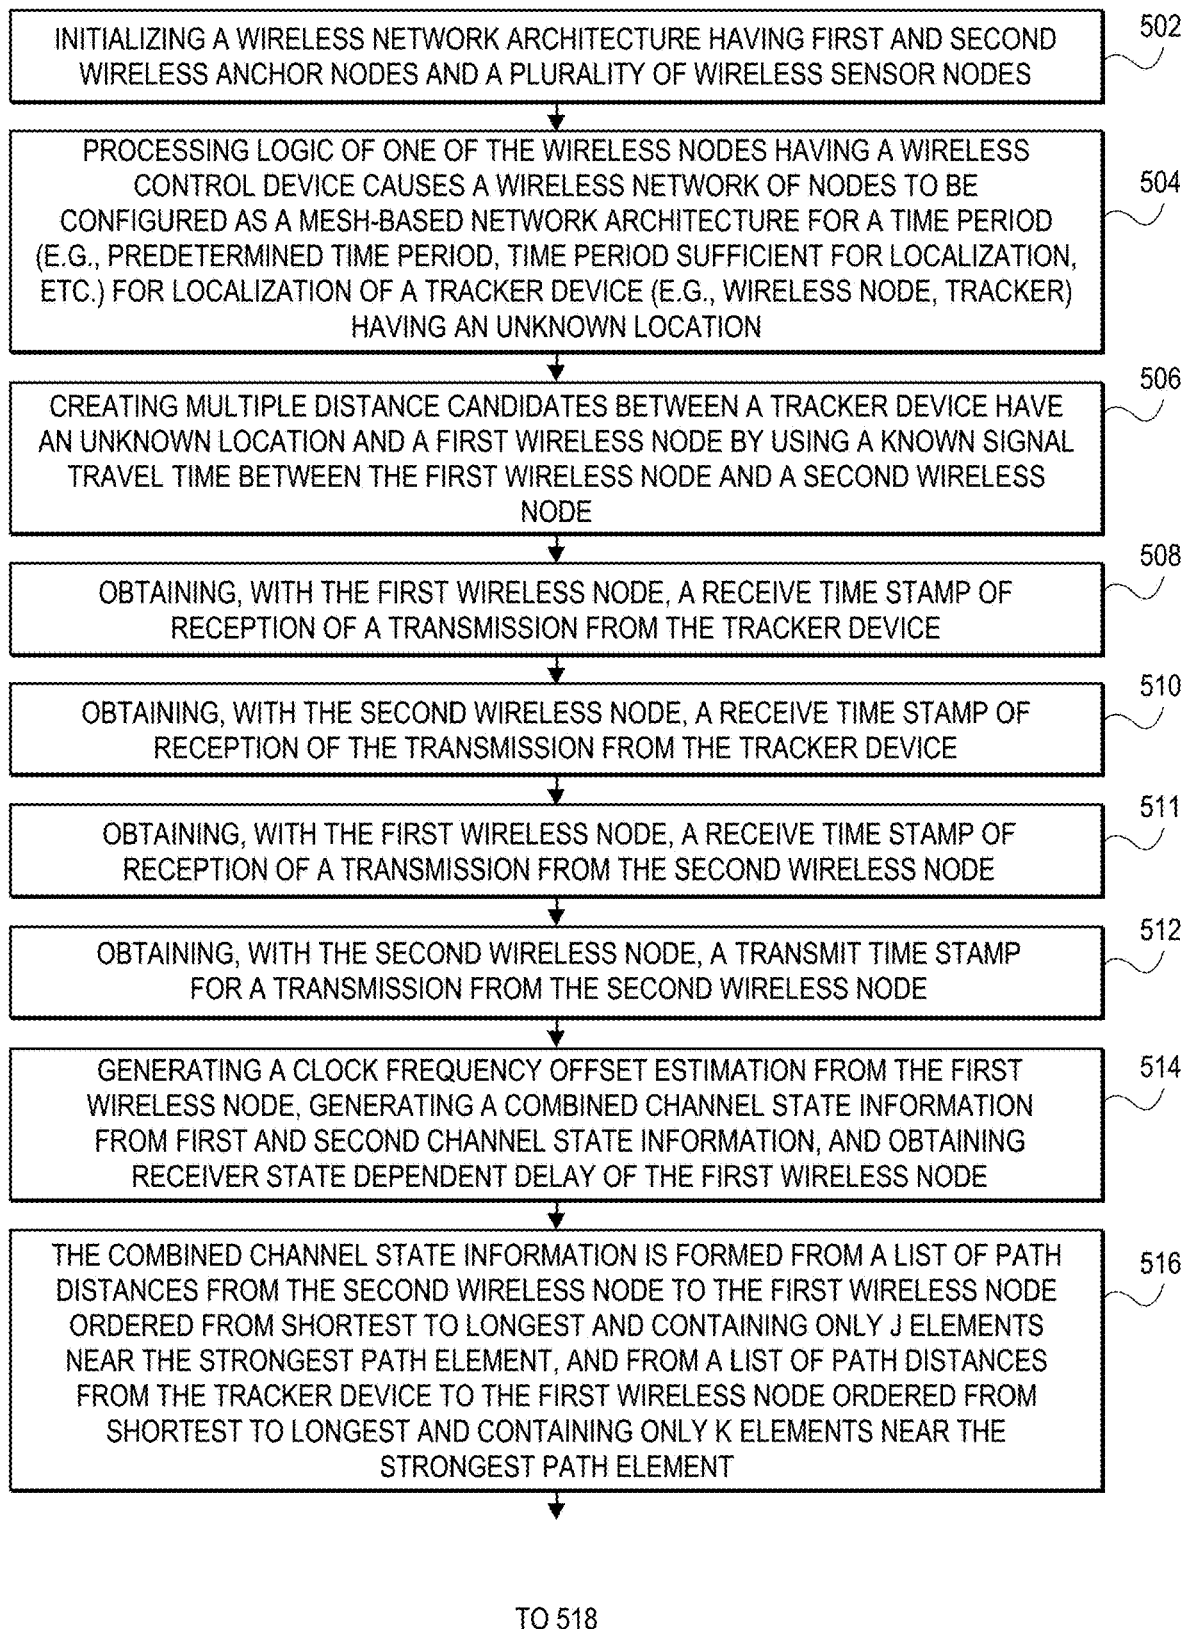 502
INITIALIZING A WIRELESS NETWORK ARCHITECTURE HAVING FIRST AND SECOND
WIRELESS ANCHOR NODES AND A PLURALITY OF WIRELESS SENSOR NODES
504
PROCESSING LOGIC OF ONE OF THE WIRELESS NODES HAVING A WIRELESS
CONTROL DEVICE CAUSES A WIRELESS NETWORK OF NODES TO BE
CONFIGURED AS A MESH-BASED NETWORK ARCHITECTURE FOR A TIME PERIOD
(E.G., PREDETERMINED TIME PERIOD, TIME PERIOD SUFFICIENT FOR LOCALIZATION,
ETC.) FOR LOCALIZATION OF A TRACKER DEVICE (E.G., WIRELESS NODE, TRACKER)
HAVING AN UNKNOWN LOCATION
506
CREATING MULTIPLE DISTANCE CANDIDATES BETWEEN A TRACKER DEVICE HAVE
AN UNKNOWN LOCATION AND A FIRST WIRELESS NODE BY USING A KNOWN SIGNAL
TRAVEL TIME BETWEEN THE FIRST WIRELESS NODE AND A SECOND WIRELESS
NODE
508
OBTAINING, WITH THE FIRST WIRELESS NODE, A RECEIVE TIME STAMP OF
RECEPTION OF A TRANSMISSION FROM THE TRACKER DEVICE
510
OBTAINING, WITH THE SECOND WIRELESS NODE, A RECEIVE TIME STAMP OF
RECEPTION OF THE TRANSMISSION FROM THE TRACKER DEVICE
511
OBTAINING, WITH THE FIRST WIRELESS NODE, A RECEIVE TIME STAMP OF
RECEPTION OF A TRANSMISSION FROM THE SECOND WIRELESS NODE
512
OBTAINING, WITH THE SECOND WIRELESS NODE, A TRANSMIT TIME STAMP
FOR A TRANSMISSION FROM THE SECOND WIRELESS NODE
514
GENERATING A CLOCK FREQUENCY OFFSET ESTIMATION FROM THE FIRST
WIRELESS NODE, GENERATING A COMBINED CHANNEL STATE INFORMATION
FROM FIRST AND SECOND CHANNEL STATE INFORMATION, AND OBTAINING
RECEIVER STATE DEPENDENT DELAY OF THE FIRST WIRELESS NODE
516
THE COMBINED CHANNEL STATE INFORMATION IS FORMED FROM A LIST OF PATH
DISTANCES FROM THE SECOND WIRELESS NODE TO THE FIRST WIRELESS NODE
ORDERED FROM SHORTEST TO LONGEST AND CONTAINING ONLY J ELEMENTS
NEAR THE STRONGEST PATH ELEMENT, AND FROM A LIST OF PATH DISTANCES
FROM THE TRACKER DEVICE TO THE FIRST WIRELESS NODE ORDERED FROM
SHORTEST TO LONGEST AND CONTAINING ONLY K ELEMENTS NEAR THE
STRONGEST PATH ELEMENT
TO 518